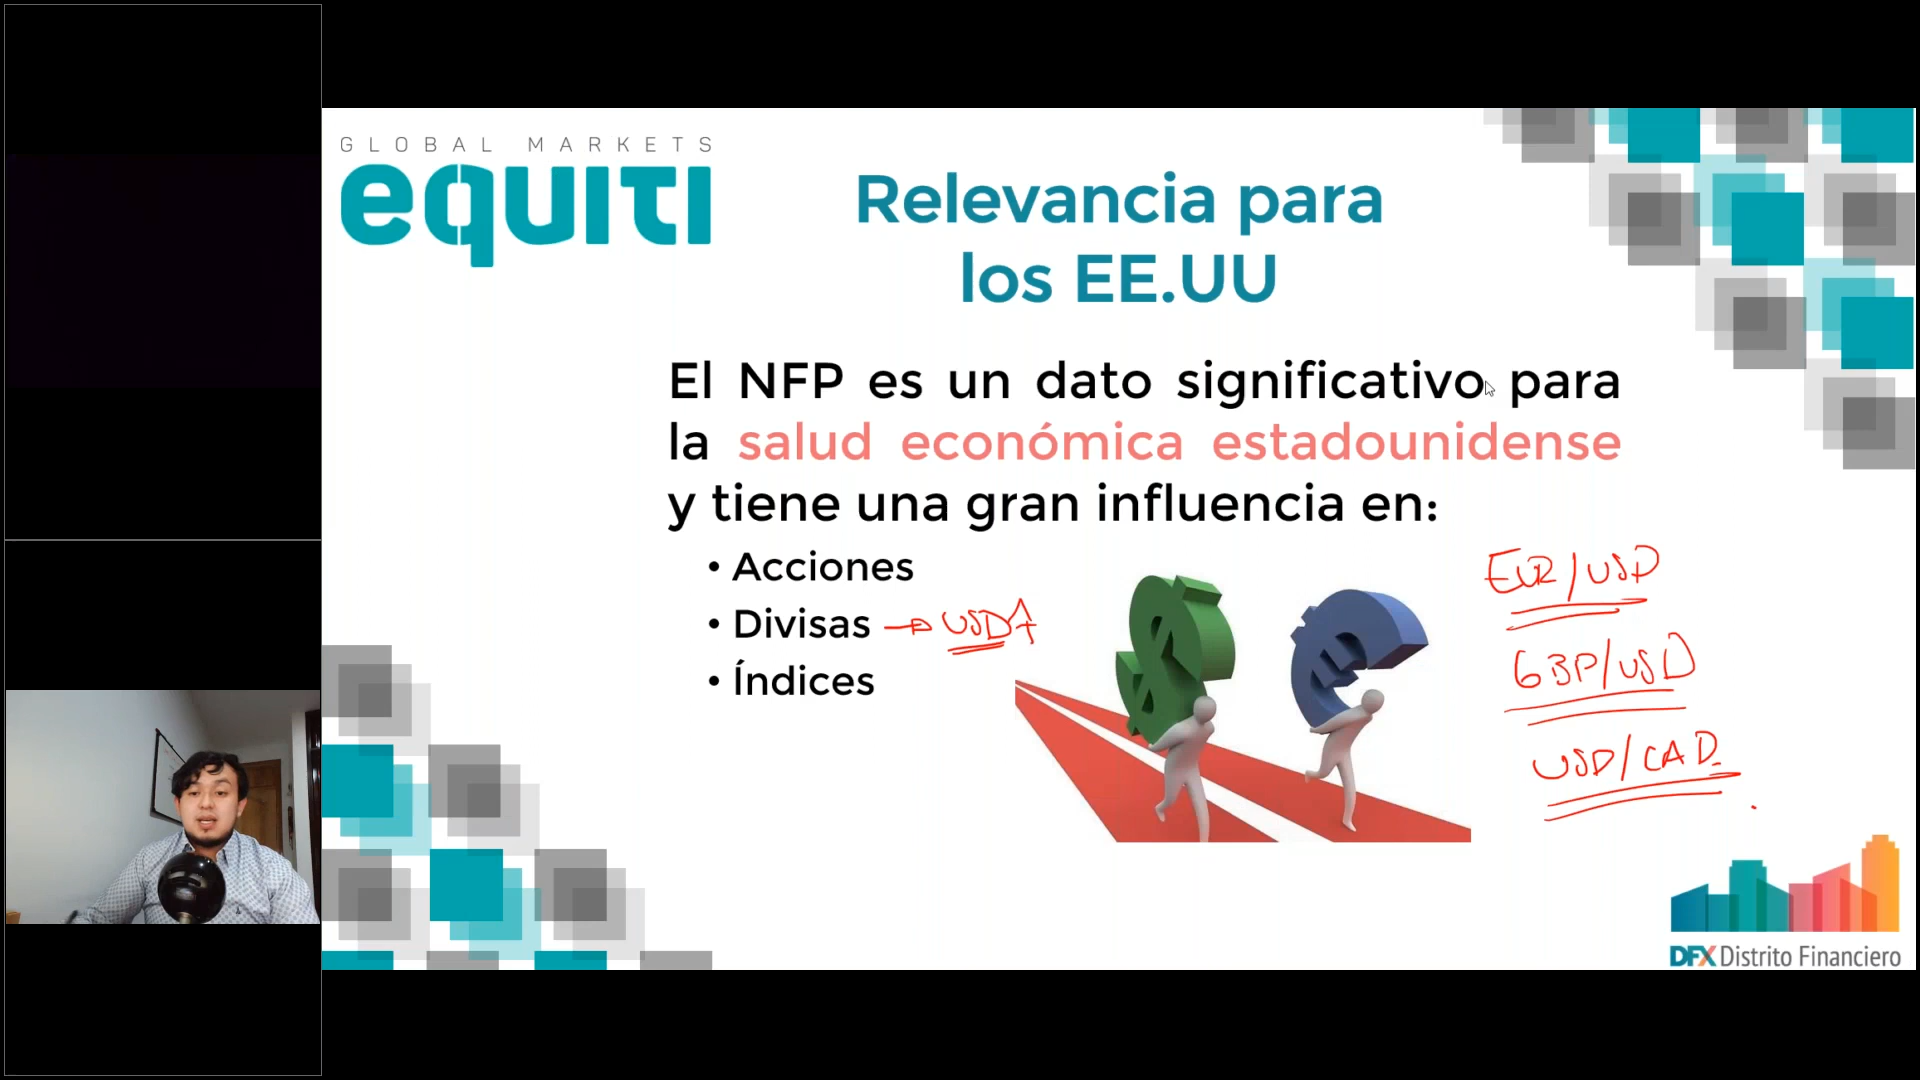 GLOBAL MARKETS
equiti
Relevancia para
los EE.UU
El NFP es un dato significativo para
la salud económica estadounidense
y tiene una gran influencia en:
• Acciones
• Divisas → USD↑
• Índices
EUR/USD
GBP/USD
USD/CAD
DFX Distrito Financiero